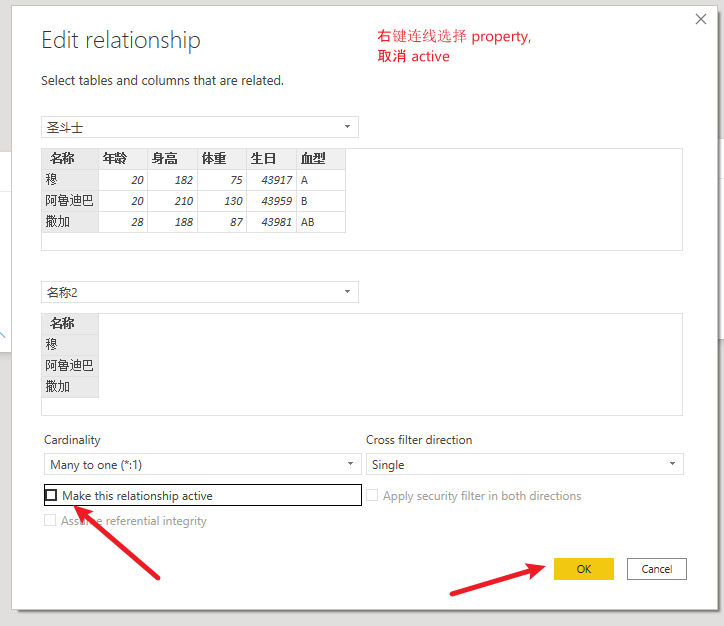 Edit relationship
右键连线选择 property,
取消 active
Select tables and columns that are related.
圣斗士
名称 年龄 身高 体重 生日 血型
穆 20 182 75 43917 A
阿鲁迪巴 20 210 130 43959 B
撒加 28 188 87 43981 AB
名称2
名称
穆
阿鲁迪巴
撒加
Cardinality Cross filter direction
Many to one (*:1) Single
Make this relationship active Apply security filter in both directions
Assume referential integrity
OK Cancel